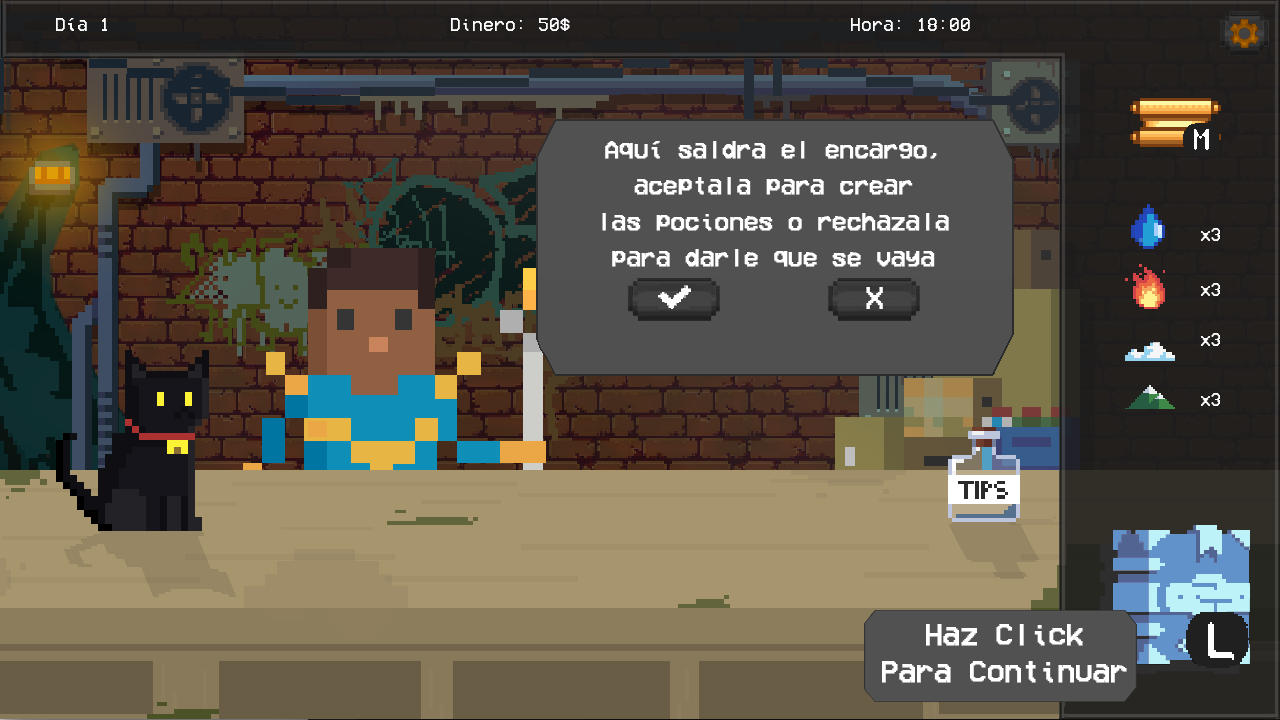 Día 1
Dinero: 50$
Hora: 18:00
M
Aquí saldra el encargo,
aceptala para crear
las pociones o rechazala
para darle que se vaya
X
x3
x3
x3
x3
TIPS
L
Haz Click
Para Continuar